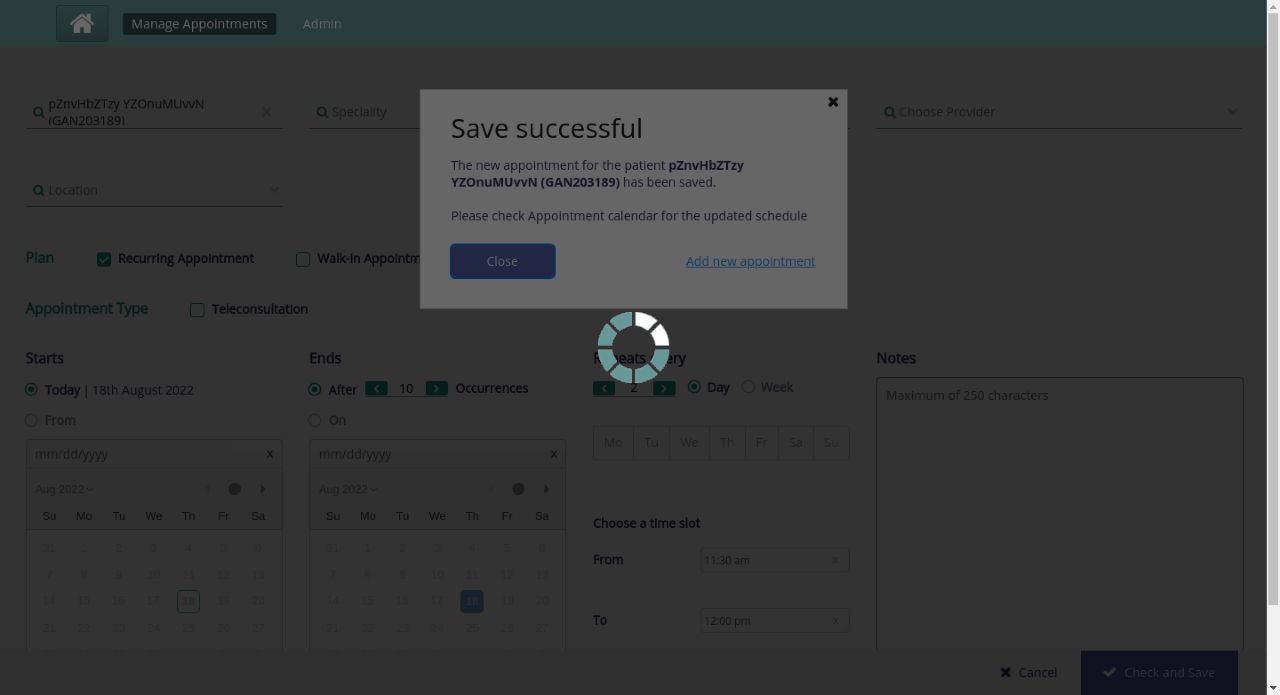 Manage Appointments
Admin
pZnvHbZTzy YZOnuMUvvN
(GAN203189)
Speciality
Choose Provider
Location
Save successful
The new appointment for the patient pZnvHbZTzy
YZOnuMUvvN (GAN203189) has been saved.
Please check Appointment calendar for the updated schedule
Close
Add new appointment
Plan
Recurring Appointment
Walk-In Appointm
Appointment Type
Teleconsultation
Starts
Today | 18th August 2022
From
mm/dd/yyyy x
Aug 2022
Su Mo Tu We Th Fr Sa
31 1 2 3 4 5 6
7 8 9 10 11 12 13
14 15 16 17 18 19 20
21 22 23 24 25 26 27
Ends
After < 10 > Occurrences
On
mm/dd/yyyy x
Aug 2022
Su Mo Tu We Th Fr Sa
31 1 2 3 4 5 6
7 8 9 10 11 12 13
14 15 16 17 18 19 20
21 22 23 24 25 26 27
< 2 > Day Week
Mo Tu We Th Fr Sa Su
Choose a time slot
From 11:30 am x
To 12:00 pm x
Notes
Maximum of 250 characters
Cancel
Check and Save